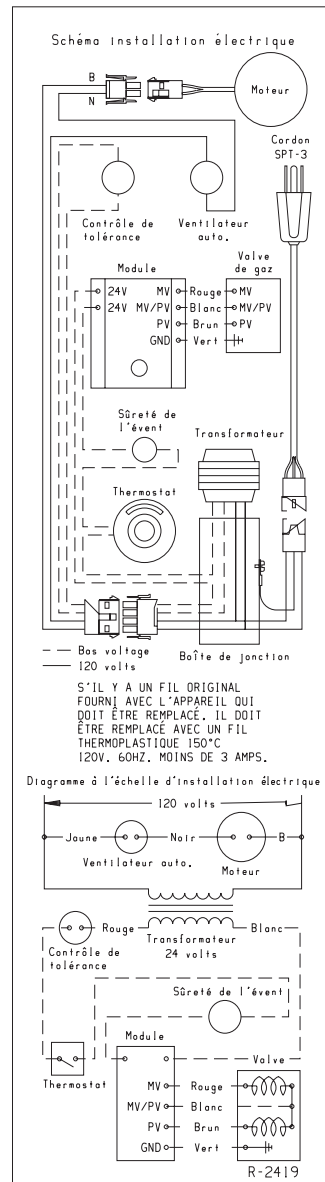 Schéma installation électrique
B
N
Moteur
Cordon
SPT-3
Contrôle de
tolérance
Ventilateur
auto.
Module
Valve
de gaz
24V MV Rouge MV
24V MV/PV Blanc MV/PV
PV Brun PV
GND Vert
Sûreté de
l'évent
Transformateur
Thermostat
Bas voltage
120 volts
Boîte de jonction
S'IL Y A UN FIL ORIGINAL
FOURNI AVEC L'APPAREIL QUI
DOIT ÊTRE REMPLACÉ. IL DOIT
ÊTRE REMPLACÉ AVEC UN FIL
THERMOPLASTIQUE 150°C
120V. 60HZ. MOINS DE 3 AMPS.
Diagramme à l'échelle d'installation électrique
120 volts
Jaune Noir B
Ventilateur auto.
Moteur
Rouge Blanc
Contrôle de
tolérance
Transformateur
24 volts
Sûreté de l'évent
Module
Thermostat
Valve
MV Rouge
MV/PV Blanc
PV Brun
GND Vert
R-2419